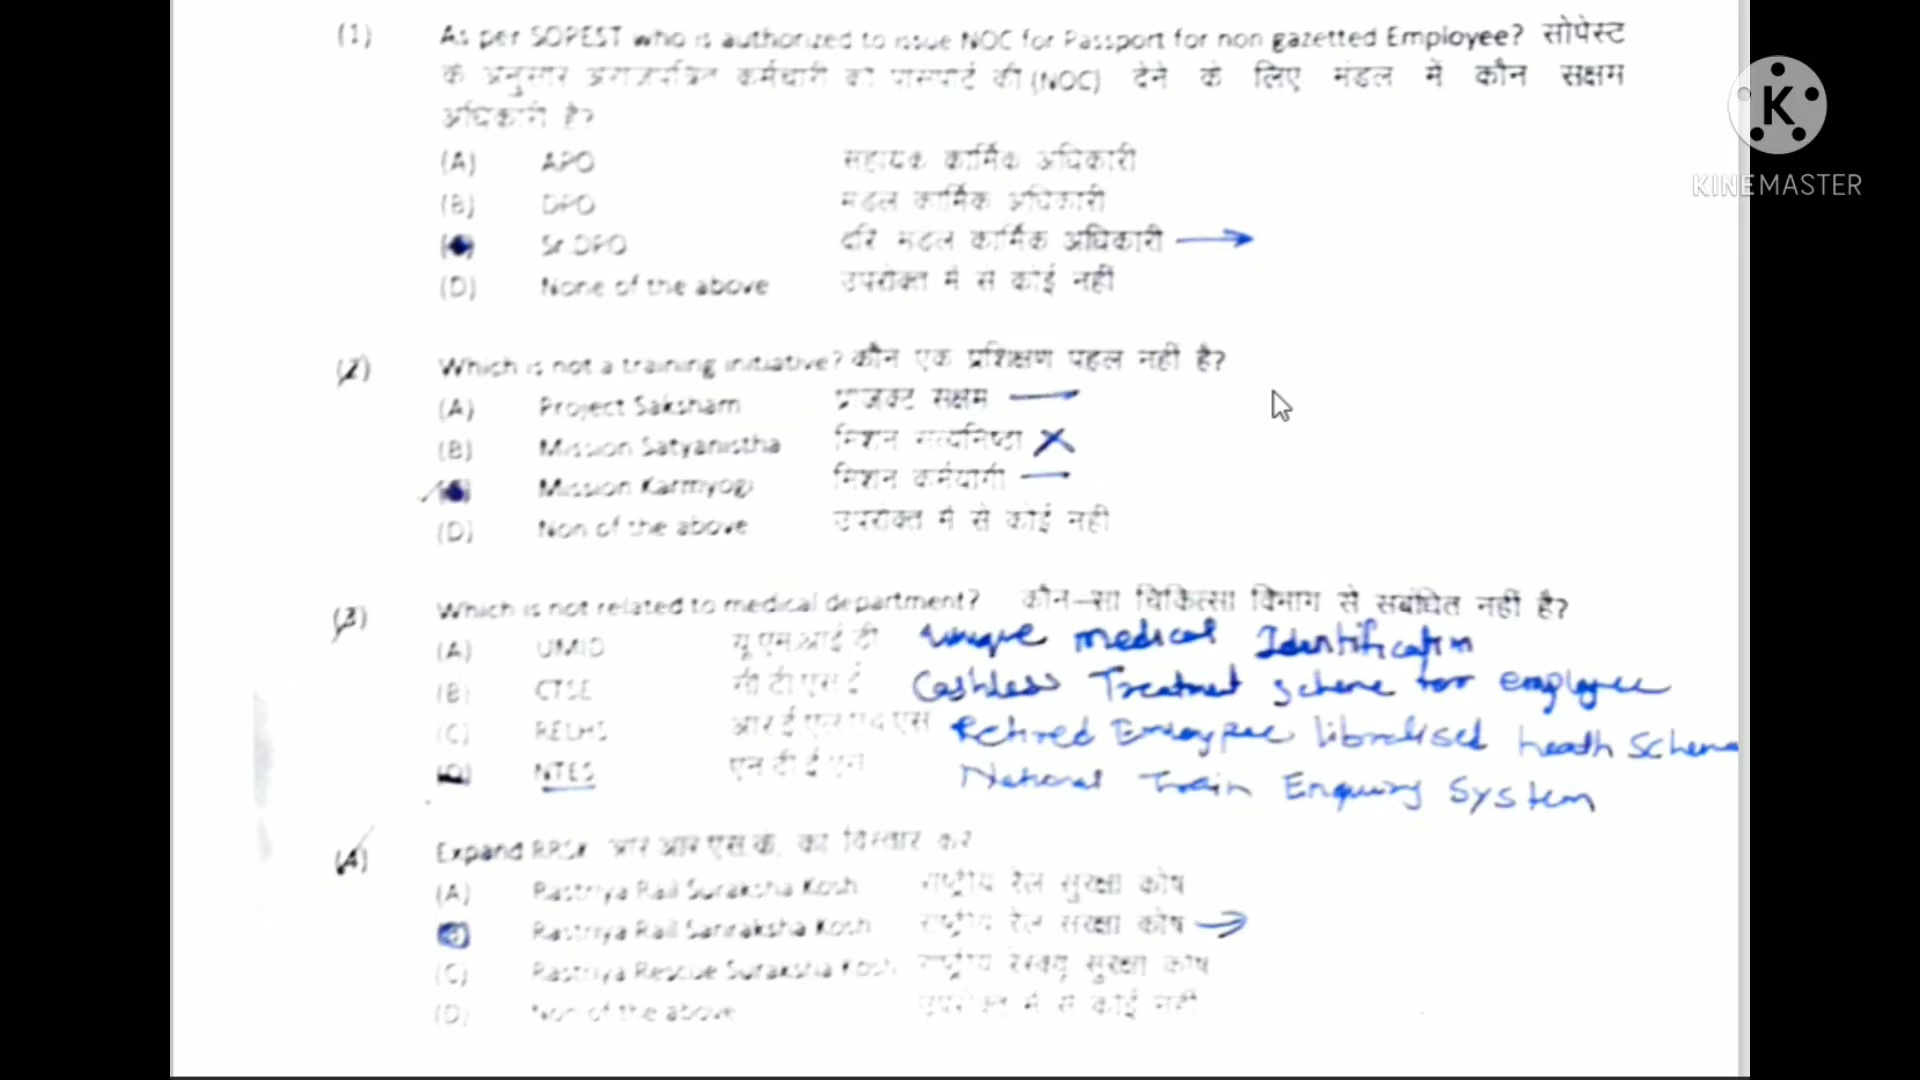 (1) As per SOPEST who is authorized to issue NOC for Passport for non gazetted Employee? सोपेस्ट
के अनुसार अराजपत्रित कर्मचारी को पासपोर्ट की (NOC) देने के लिए मंडल में कौन सक्षम
अधिकारी है?
(A) APO सहायक कार्मिक अधिकारी
(B) DPO मंडल कार्मिक अधिकारी
Sr.DPO वरि मंडल कार्मिक अधिकारी
(D) None of the above उपरोक्त में से कोई नहीं
(2) Which is not a training initiative? कौन एक प्रशिक्षण पहल नहीं है?
(A) Project Saksham प्रोजेक्ट सक्षम
(B) Mission Satyanistha मिशन सत्यनिष्ठा
Mission Karmyogi मिशन कर्मयोगी
(D) Non of the above उपरोक्त में से कोई नहीं
(3) Which is not related to medical department? कौन-सा चिकित्सा विभाग से सबंधित नहीं है?
(A) UMID यू एम.आई डी unique medical Identification
(B) CTSE सी टी एस ई Cashless Treatment scheme for employee
(C) RELHS आर ई एल एच एस Retired Employee libralised heath Scheme
(D) NTES एन टी ई एस National Train Enquiry System
(4) Expand RRSK आर आर एस के. का विस्तार करे
(A) Rastriya Rail Suraksha Kosh राष्ट्रीय रेल सुरक्षा कोष
Rastriya Rail Sanraksha Kosh राष्ट्रीय रेल संरक्षा कोष
(C) Rastriya Rescue Suraksha Kosh राष्ट्रीय रेस्क्यू सुरक्षा कोष
(D) Non of the above उपरोक्त में से कोई नहीं
K
KINEMASTER